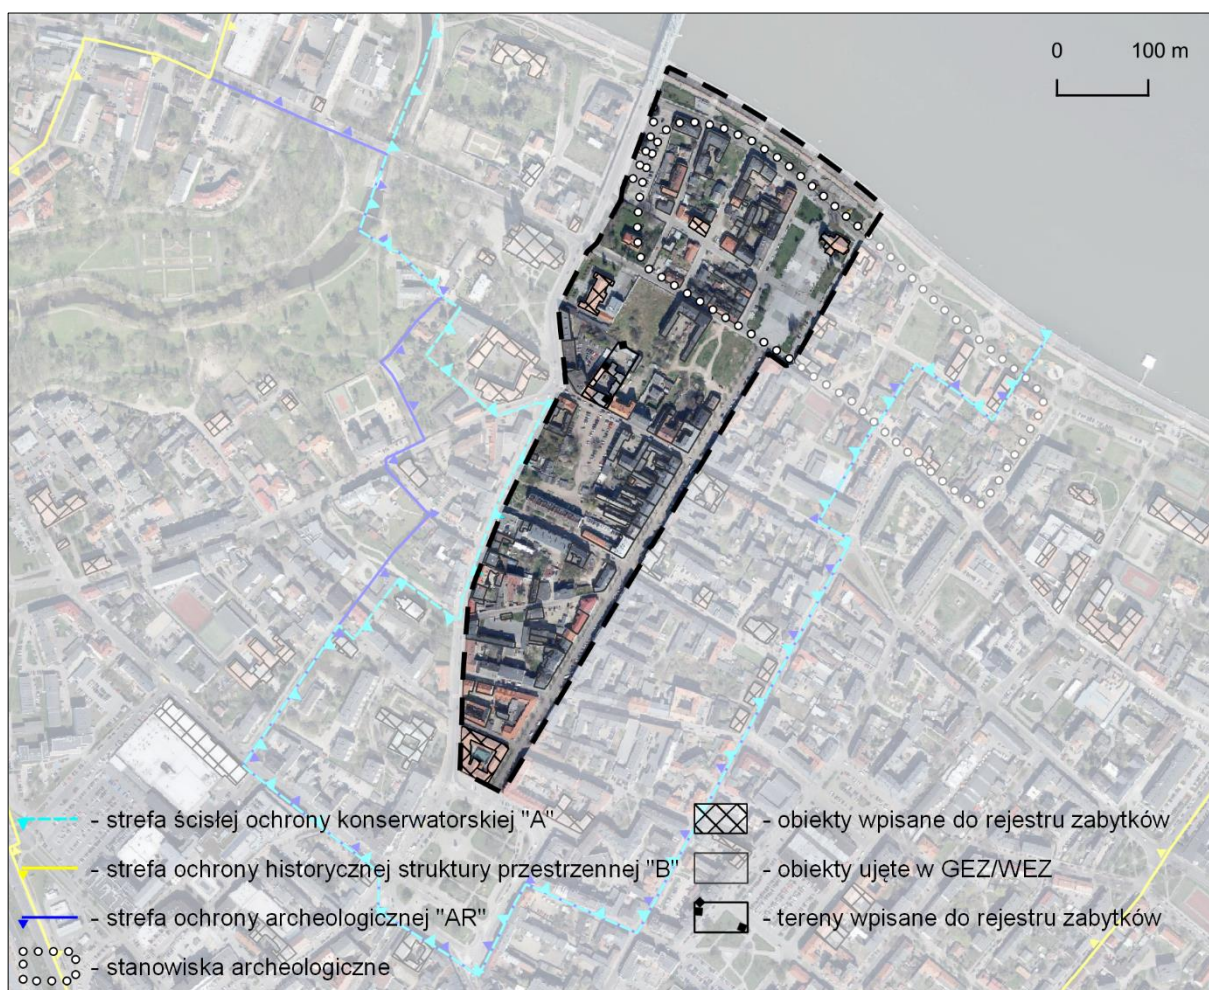 0 100 m
- strefa ścisłej ochrony konserwatorskiej "A"
- strefa ochrony historycznej struktury przestrzennej "B"
- strefa ochrony archeologicznej "AR"
- stanowiska archeologiczne
- obiekty wpisane do rejestru zabytków
- obiekty ujęte w GEZ/WEZ
- tereny wpisane do rejestru zabytków